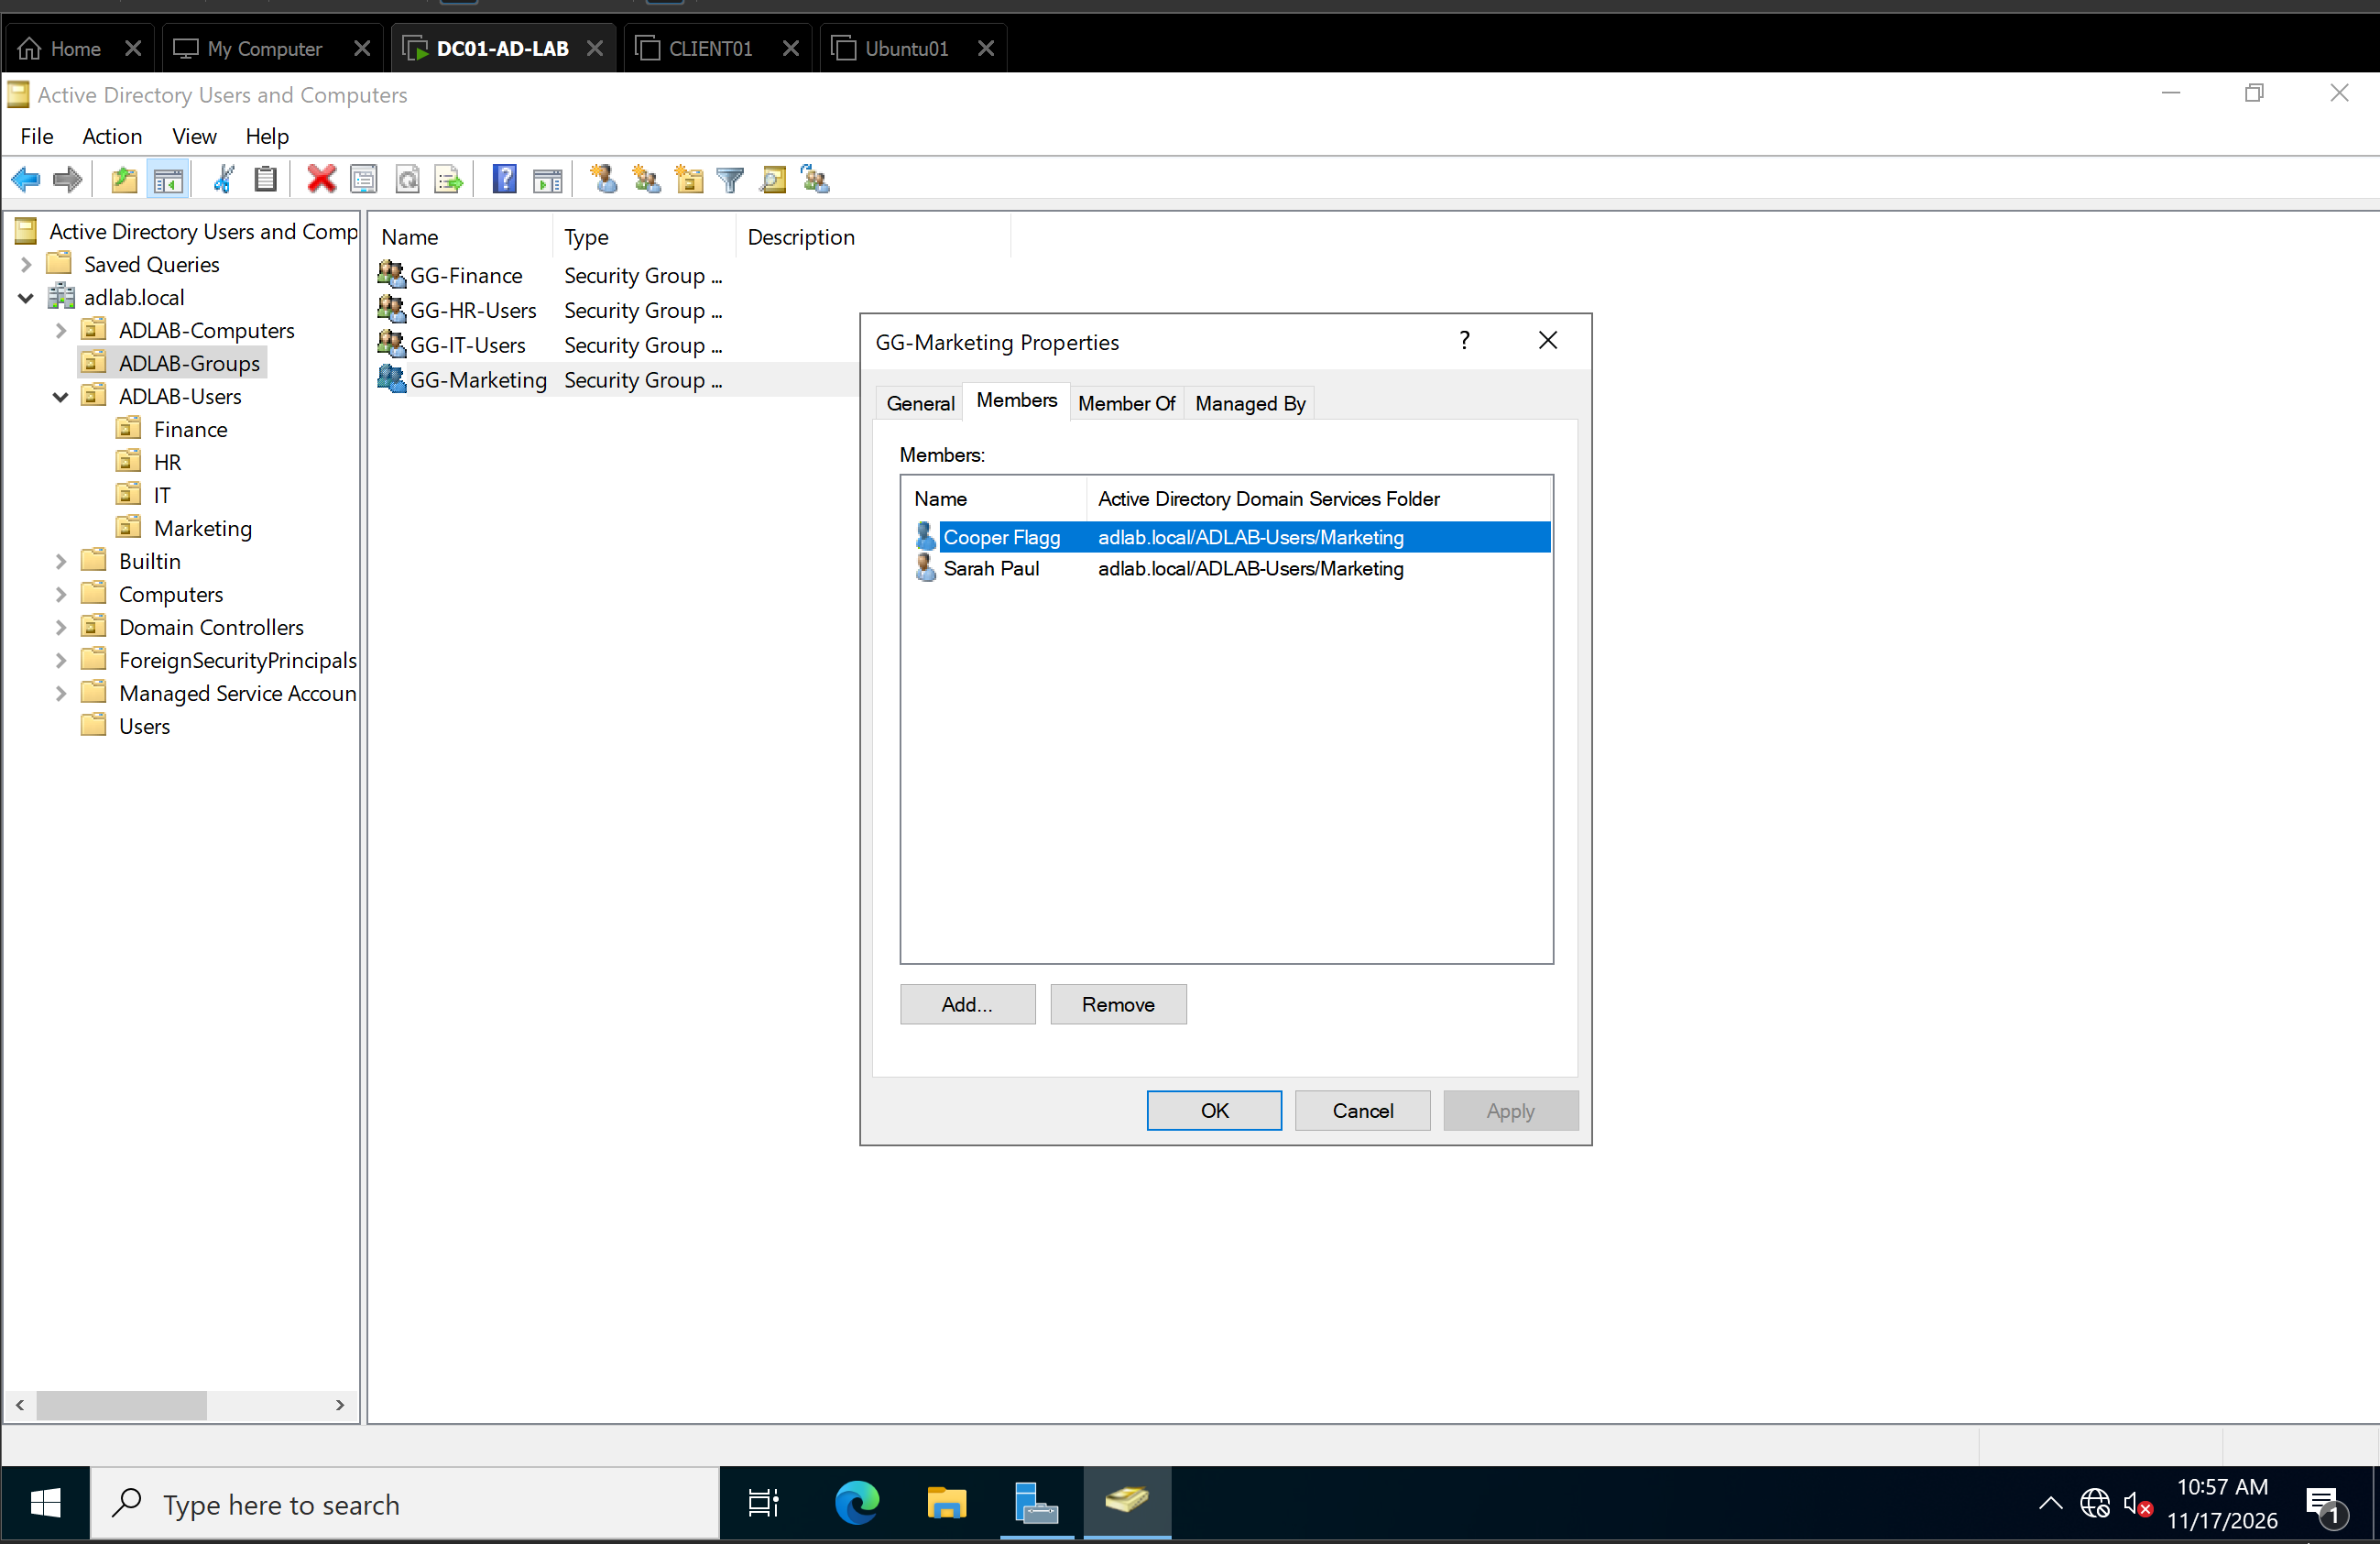 Home
My Computer
DC01-AD-LAB
CLIENT01
Ubuntu01
Active Directory Users and Computers
File Action View Help
Active Directory Users and Comp
Saved Queries
adlab.local
ADLAB-Computers
ADLAB-Groups
ADLAB-Users
Finance
HR
IT
Marketing
Builtin
Computers
Domain Controllers
ForeignSecurityPrincipals
Managed Service Accoun
Users
Name Type Description
GG-Finance Security Group ...
GG-HR-Users Security Group ...
GG-IT-Users Security Group ...
GG-Marketing Security Group ...
GG-Marketing Properties ?
General Members Member Of Managed By
Members:
Name Active Directory Domain Services Folder
Cooper Flagg adlab.local/ADLAB-Users/Marketing
Sarah Paul adlab.local/ADLAB-Users/Marketing
Add... Remove
OK Cancel Apply
Type here to search
10:57 AM
11/17/2026
1